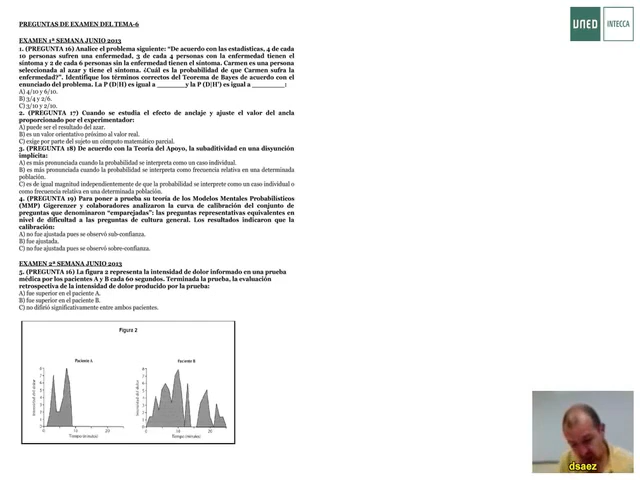 PREGUNTAS DE EXAMEN DEL TEMA-6
UNED
INTECCA
EXAMEN 1ª SEMANA JUNIO 2013
1. (PREGUNTA 16) Analice el problema siguiente: "De acuerdo con las estadísticas, 4 de cada
10 personas sufren una enfermedad, 3 de cada 4 personas con la enfermedad tienen el
síntoma y 2 de cada 6 personas sin la enfermedad tienen el síntoma. Carmen es una persona
seleccionada al azar y tiene el síntoma. ¿Cuál es la probabilidad de que Carmen sufra la
enfermedad?". Identifique los términos correctos del Teorema de Bayes de acuerdo con el
enunciado del problema. La P (D|H) es igual a ________ y la P (D|H') es igual a _________:
A) 4/10 y 6/10.
B) 3/4 y 2/6.
C) 3/10 y 2/10.
2. (PREGUNTA 17) Cuando se estudia el efecto de anclaje y ajuste el valor del ancla
proporcionado por el experimentador:
A) puede ser el resultado del azar.
B) es un valor orientativo próximo al valor real.
C) exige por parte del sujeto un cómputo matemático parcial.
3. (PREGUNTA 18) De acuerdo con la Teoría del Apoyo, la subaditividad en una disyunción
implícita:
A) es más pronunciada cuando la probabilidad se interpreta como un caso individual.
B) es más pronunciada cuando la probabilidad se interpreta como frecuencia relativa en una determinada
población.
C) es de igual magnitud independientemente de que la probabilidad se interprete como un caso individual o
como frecuencia relativa en una determinada población.
4. (PREGUNTA 19) Para poner a prueba su teoría de los Modelos Mentales Probabilísticos
(MMP) Gigerenzer y colaboradores analizaron la curva de calibración del conjunto de
preguntas que denominaron "emparejadas": las preguntas representativas equivalentes en
nivel de dificultad a las preguntas de cultura general. Los resultados indicaron que la
calibración:
A) no fue ajustada pues se observó sub-confianza.
B) fue ajustada.
C) no fue ajustada pues se observó sobre-confianza.
EXAMEN 2ª SEMANA JUNIO 2013
5. (PREGUNTA 16) La figura 2 representa la intensidad de dolor informado en una prueba
médica por los pacientes A y B cada 60 segundos. Terminada la prueba, la evaluación
retrospectiva de la intensidad de dolor producido por la prueba:
A) fue superior en el paciente A.
B) fue superior en el paciente B.
C) no difirió significativamente entre ambos pacientes.
Figura 2
Paciente A
Paciente B
Intensidad del dolor
Intensidad del dolor
0 10 20
0 10 20
Tiempo (minutos)
Tiempo (minutos)
dsaez